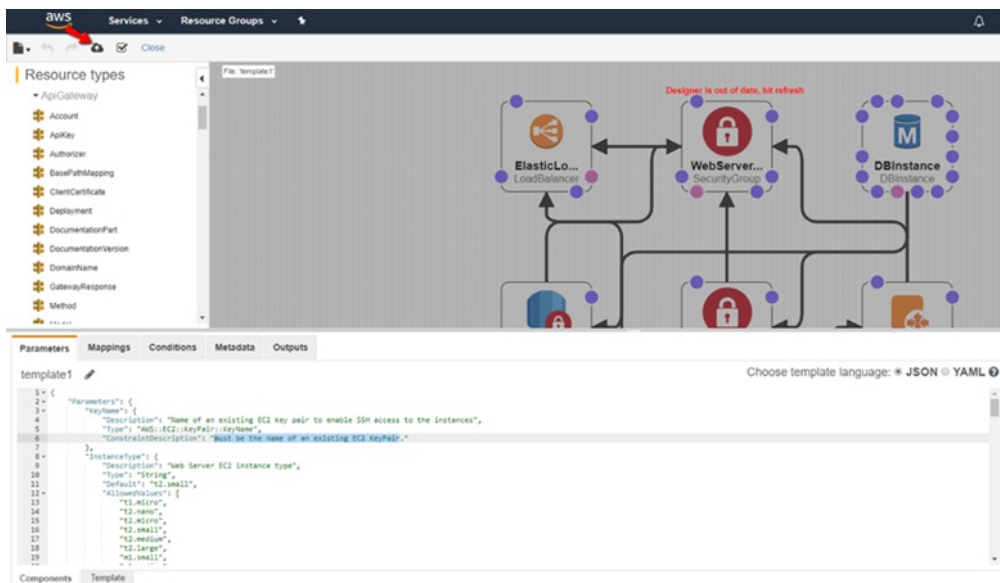 aws Services Resource Groups
Close
Resource types
ApiGateway
Account
ApiKey
Authorizer
BasePathMapping
ClientCertificate
Deployment
DocumentationPart
DocumentationVersion
DomainName
GatewayResponse
Method
File: 'template1'
Designer is out of date, hit refresh
ElasticLo...
LoadBalancer
WebServer...
SecurityGroup
DBInstance
DBInstance
Parameters Mappings Conditions Metadata Outputs
template1
Choose template language: JSON YAML
1 {
2 "Parameters": {
3 "KeyName": {
4 "Description": "Name of an existing EC2 key pair to enable SSH access to the instances",
5 "Type": "AWS::EC2::KeyPair::KeyName",
6 "ConstraintDescription": "must be the name of an existing EC2 KeyPair."
7 },
8 "InstanceType": {
9 "Description": "Web Server EC2 instance type",
10 "Type": "String",
11 "Default": "t2.small",
12 "AllowedValues": [
13 "t1.micro",
14 "t2.nano",
15 "t2.micro",
16 "t2.small",
17 "t2.medium",
18 "t2.large",
19 "m1.small",
Components Template